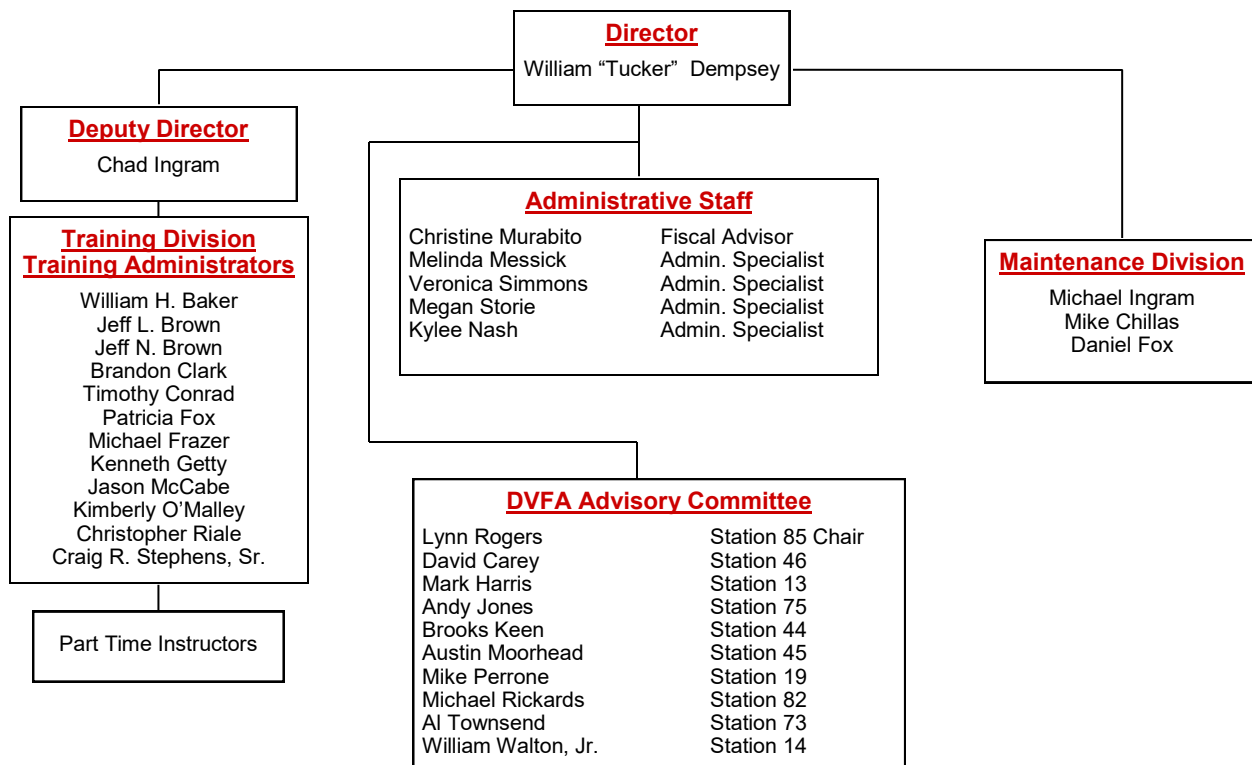 Director
William “Tucker” Dempsey
Deputy Director
Chad Ingram
Training Division
Training Administrators
William H. Baker
Jeff L. Brown
Jeff N. Brown
Brandon Clark
Timothy Conrad
Patricia Fox
Michael Frazer
Kenneth Getty
Jason McCabe
Kimberly O’Malley
Christopher Riale
Craig R. Stephens, Sr.
Part Time Instructors
Administrative Staff
Christine Murabito Fiscal Advisor
Melinda Messick Admin. Specialist
Veronica Simmons Admin. Specialist
Megan Storie Admin. Specialist
Kylee Nash Admin. Specialist
DVFA Advisory Committee
Lynn Rogers Station 85 Chair
David Carey Station 46
Mark Harris Station 13
Andy Jones Station 75
Brooks Keen Station 44
Austin Moorhead Station 45
Mike Perrone Station 19
Michael Rickards Station 82
Al Townsend Station 73
William Walton, Jr. Station 14
Maintenance Division
Michael Ingram
Mike Chillas
Daniel Fox